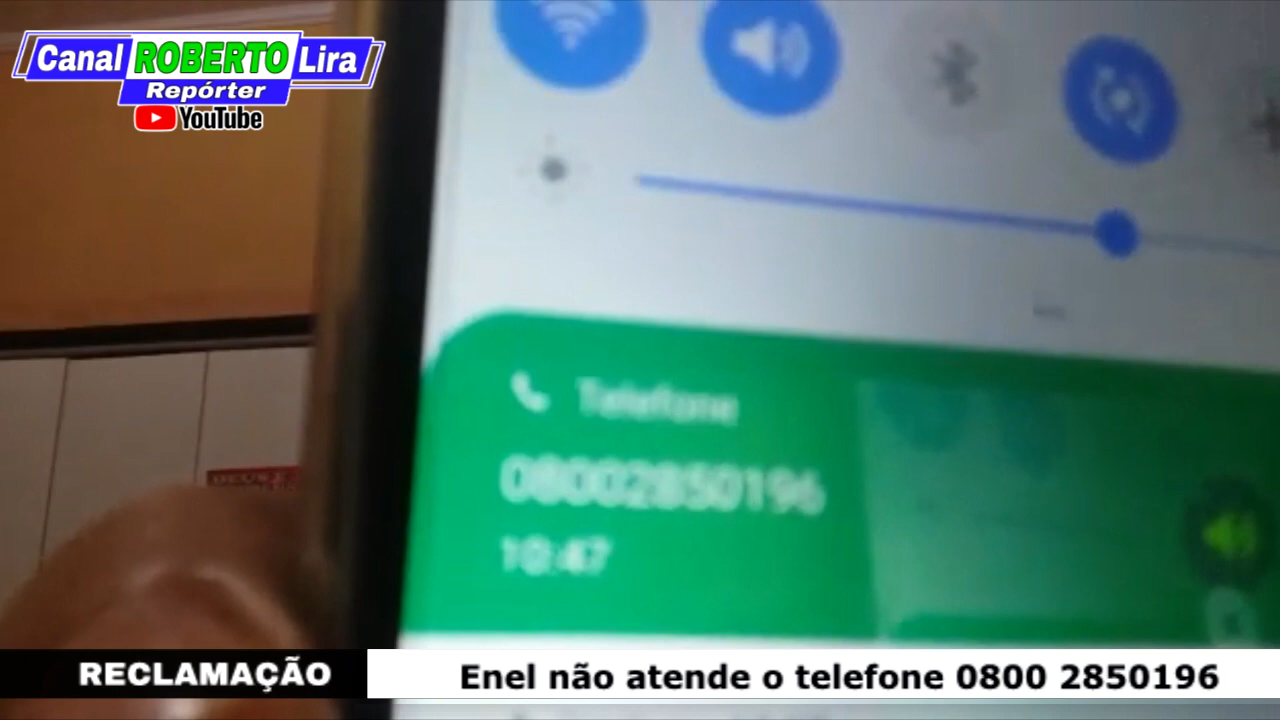 Canal ROBERTO Lira
Repórter
YouTube
Telefone
08002850196
10:47
RECLAMAÇÃO
Enel não atende o telefone 0800 2850196